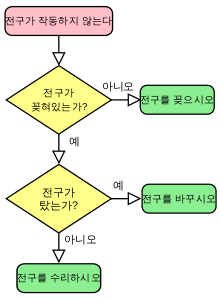 전구가 작동하지 않는다
전구가
꽂혀있는가?
아니오
전구를 꽂으시오
예
전구가
탔는가?
예
전구를 바꾸시오
아니오
전구를 수리하시오